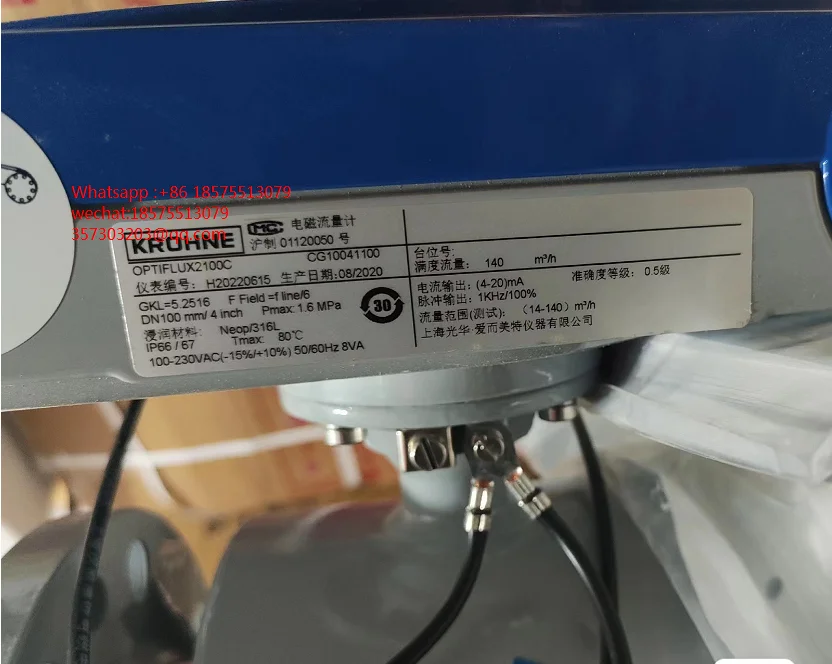 Whatsapp :+86 18575513079
wechat:18575513079
357303203@qq.com
KROHNE
MC
电磁流量计
沪制 01120050 号
OPTIFLUX2100C CG10041100
仪表编号: H20220615 生产日期:08/2020
GKL=5.2516 F Field =f line/6
DN100 mm/ 4 inch Pmax: 1.6 MPa
30
浸润材料: Neop/316L
IP66 / 67 Tmax: 80℃
100-230VAC(-15%/+10%) 50/60Hz 8VA
台位号:
满度流量: 140 m³/h
电流输出: (4-20)mA 准确度等级: 0.5级
脉冲输出: 1KHz/100%
流量范围(测试): (14-140) m³/h
上海光华·爱而美特仪器有限公司